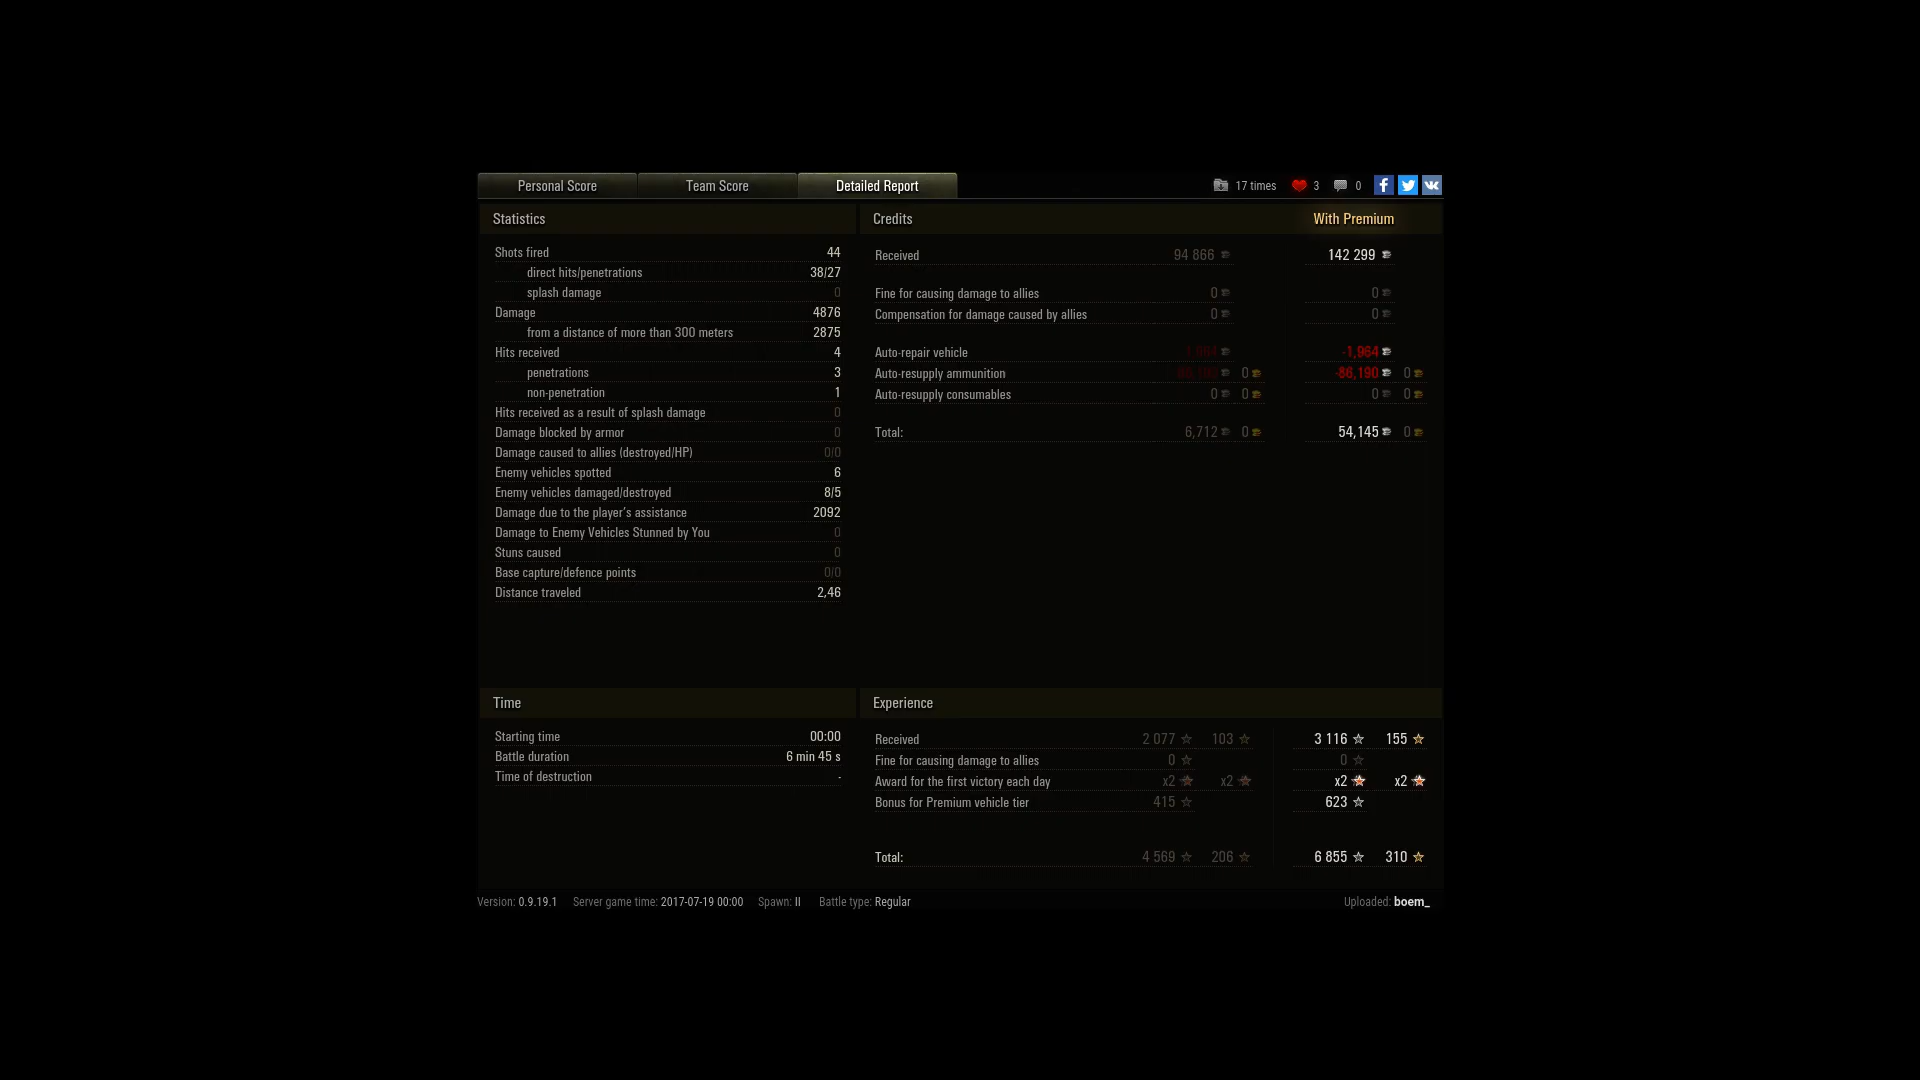 Personal Score Team Score Detailed Report 17 times 3 0
Statistics
Shots fired 44
direct hits/penetrations 38/27
splash damage 0
Damage 4876
from a distance of more than 300 meters 2875
Hits received 4
penetrations 3
non-penetration 1
Hits received as a result of splash damage 0
Damage blocked by armor 0
Damage caused to allies (destroyed/HP) 0/0
Enemy vehicles spotted 6
Enemy vehicles damaged/destroyed 8/5
Damage due to the player's assistance 2092
Damage to Enemy Vehicles Stunned by You 0
Stuns caused 0
Base capture/defence points 0/0
Distance traveled 2,46
Credits With Premium
Received 94 866 142 299
Fine for causing damage to allies 0 0
Compensation for damage caused by allies 0 0
Auto-repair vehicle -1,964
Auto-resupply ammunition 0 -86,190 0
Auto-resupply consumables 0 0 0 0
Total: 6,712 0 54,145 0
Time
Starting time 00:00
Battle duration 6 min 45 s
Time of destruction -
Experience
Received 2 077 103 3 116 155
Fine for causing damage to allies 0 0
Award for the first victory each day x2 x2 x2 x2
Bonus for Premium vehicle tier 415 623
Total: 4 569 206 6 855 310
Version: 0.9.19.1 Server game time: 2017-07-19 00:00 Spawn: II Battle type: Regular Uploaded: boem_